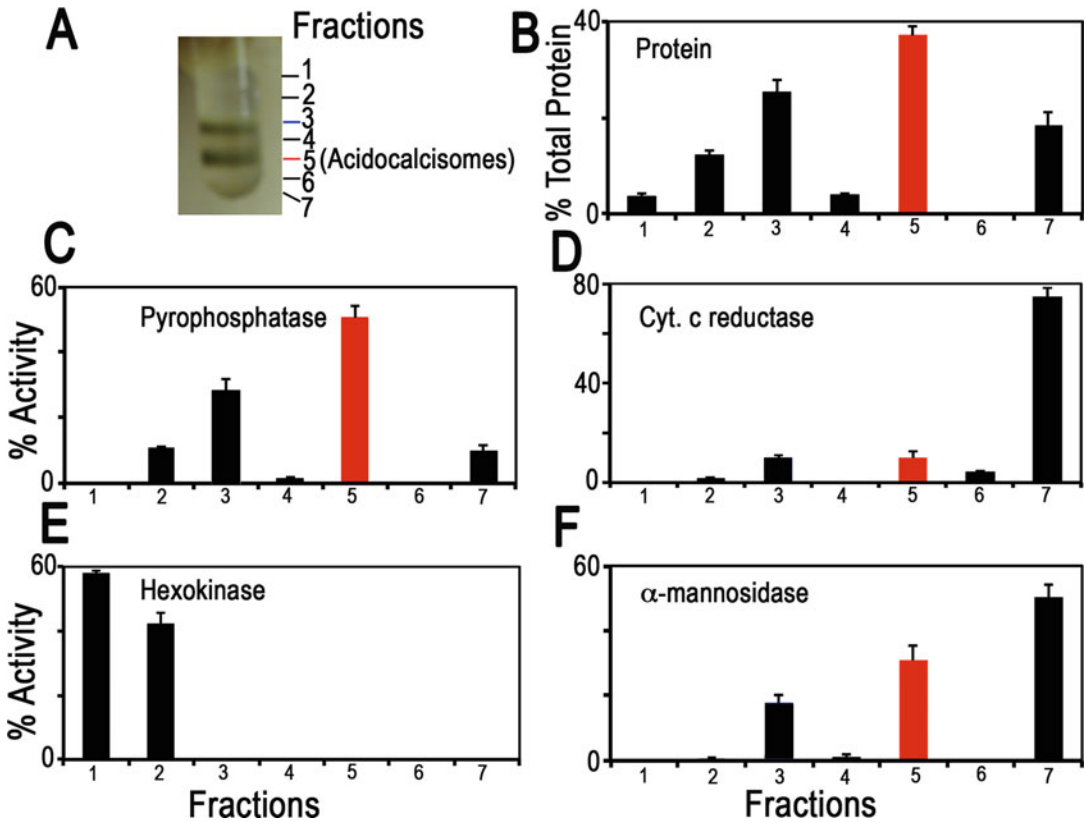 A
Fractions
1
2
3
4
5 (Acidocalcisomes)
6
7
B
Protein
% Total Protein
40
0
1 2 3 4 5 6 7
C
Pyrophosphatase
% Activity
60
0
1 2 3 4 5 6 7
D
Cyt. c reductase
80
40
0
1 2 3 4 5 6 7
E
Hexokinase
% Activity
60
0
1 2 3 4 5 6 7
Fractions
F
α-mannosidase
60
0
1 2 3 4 5 6 7
Fractions